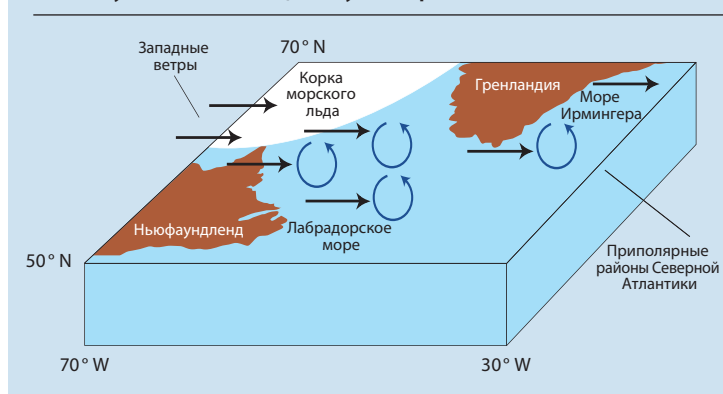 Западные
ветры
70° N
Корка
морского
льда
Гренландия
Море
Ирмингера
Ньюфаундленд
Лабрадорское
море
50° N
Приполярные
районы Северной
Атлантики
70° W
30° W